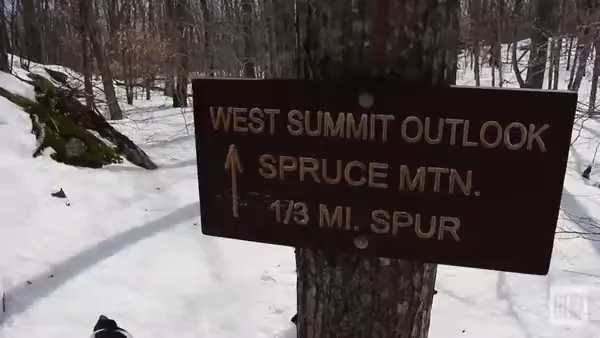 WEST SUMMIT OUTLOOK
SPRUCE MTN.
1/3 MI. SPUR